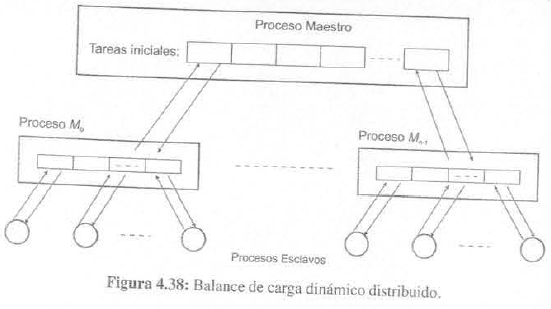 Proceso Maestro
Tareas iniciales:
Proceso M₀
Proceso Mₙ₋₁
Procesos Esclavos
Figura 4.38: Balance de carga dinámico distribuido.